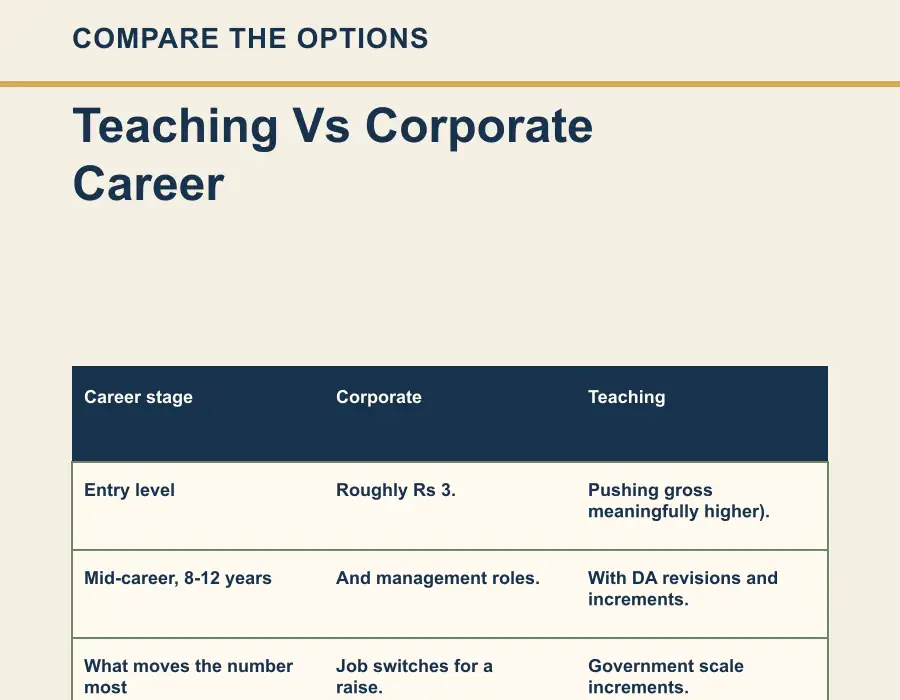 COMPARE THE OPTIONS
Teaching Vs Corporate
Career
Career stage
Corporate
Teaching
Entry level
Roughly Rs 3.
Pushing gross
meaningfully higher).
Mid-career, 8-12 years
And management roles.
With DA revisions and
increments.
What moves the number
most
Job switches for a
raise.
Government scale
increments.